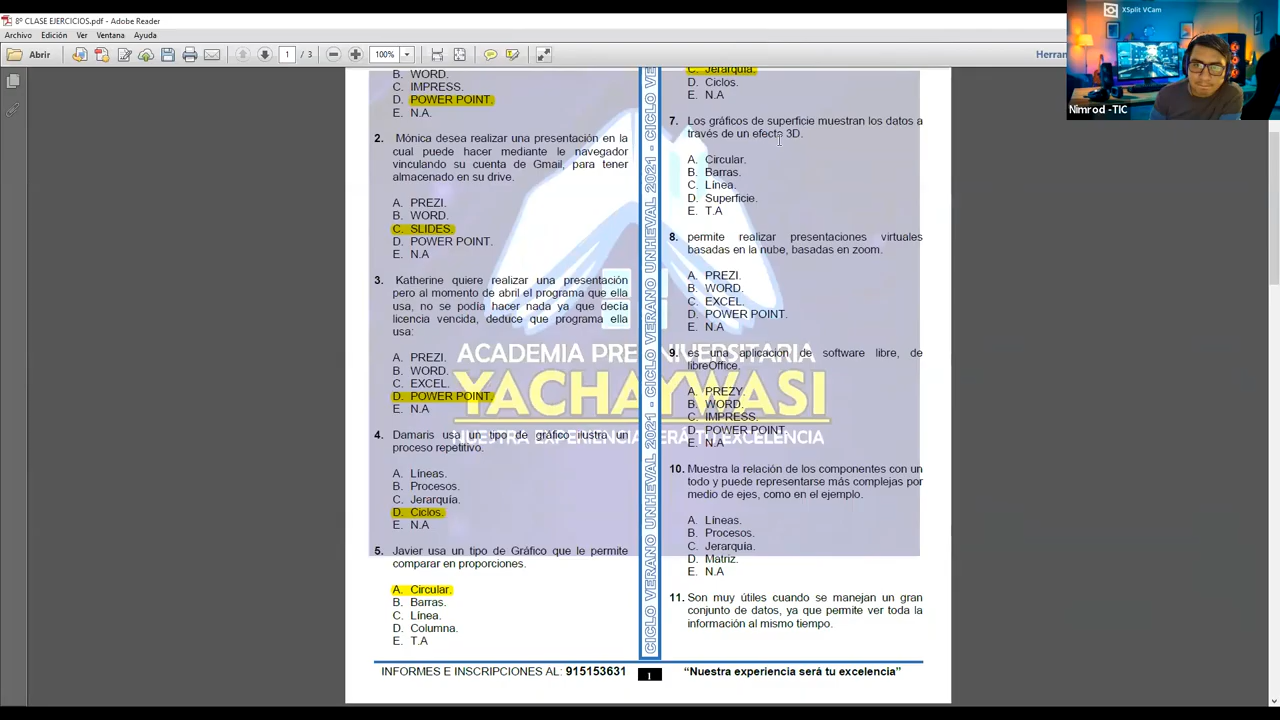 8º CLASE EJERCICIOS.pdf - Adobe Reader
Archivo Edición Ver Ventana Ayuda
Abrir
1 / 3
100%
Herran
XSplit VCam
Nimrod -TIC
B. WORD.
C. IMPRESS.
D. POWER POINT.
E. N.A.
2. Mónica desea realizar una presentación en la
cual puede hacer mediante le navegador
vinculando su cuenta de Gmail, para tener
almacenado en su drive.
A. PREZI.
B. WORD.
C. SLIDES.
D. POWER POINT.
E. N.A
3. Katherine quiere realizar una presentación
pero al momento de abril el programa que ella
usa, no se podía hacer nada ya que decía
licencia vencida, deduce que programa ella
usa:
A. PREZI.
B. WORD.
C. EXCEL.
D. POWER POINT.
E. N.A
4. Damaris usa un tipo de gráfico ilustra un
proceso repetitivo.
A. Líneas.
B. Procesos.
C. Jerarquía.
D. Ciclos.
E. N.A
5. Javier usa un tipo de Gráfico que le permite
comparar en proporciones.
A. Circular.
B. Barras.
C. Línea.
D. Columna.
E. T.A
CICLO VERANO UNHEVAL 2021 - CICLO VERANO UNHEVAL 2021 - CICLO VE
C. Jerarquía.
D. Ciclos.
E. N.A
7. Los gráficos de superficie muestran los datos a
través de un efecto 3D.
A. Circular.
B. Barras.
C. Línea.
D. Superficie.
E. T.A
8. permite realizar presentaciones virtuales
basadas en la nube, basadas en zoom.
A. PREZI.
B. WORD.
C. EXCEL.
D. POWER POINT.
E. N.A
9. es una aplicación de software libre, de
libreOffice.
A. PREZY.
B. WORD.
C. IMPRESS.
D. POWER POINT.
E. N.A
10. Muestra la relación de los componentes con un
todo y puede representarse más complejas por
medio de ejes, como en el ejemplo.
A. Líneas.
B. Procesos.
C. Jerarquía.
D. Matriz.
E. N.A
11. Son muy útiles cuando se manejan un gran
conjunto de datos, ya que permite ver toda la
información al mismo tiempo.
ACADEMIA PRE UNIVERSITARIA
YACHAYWASI
NUESTRA EXPERIENCIA SERÁ TU EXCELENCIA
INFORMES E INSCRIPCIONES AL: 915153631
1
“Nuestra experiencia será tu excelencia”